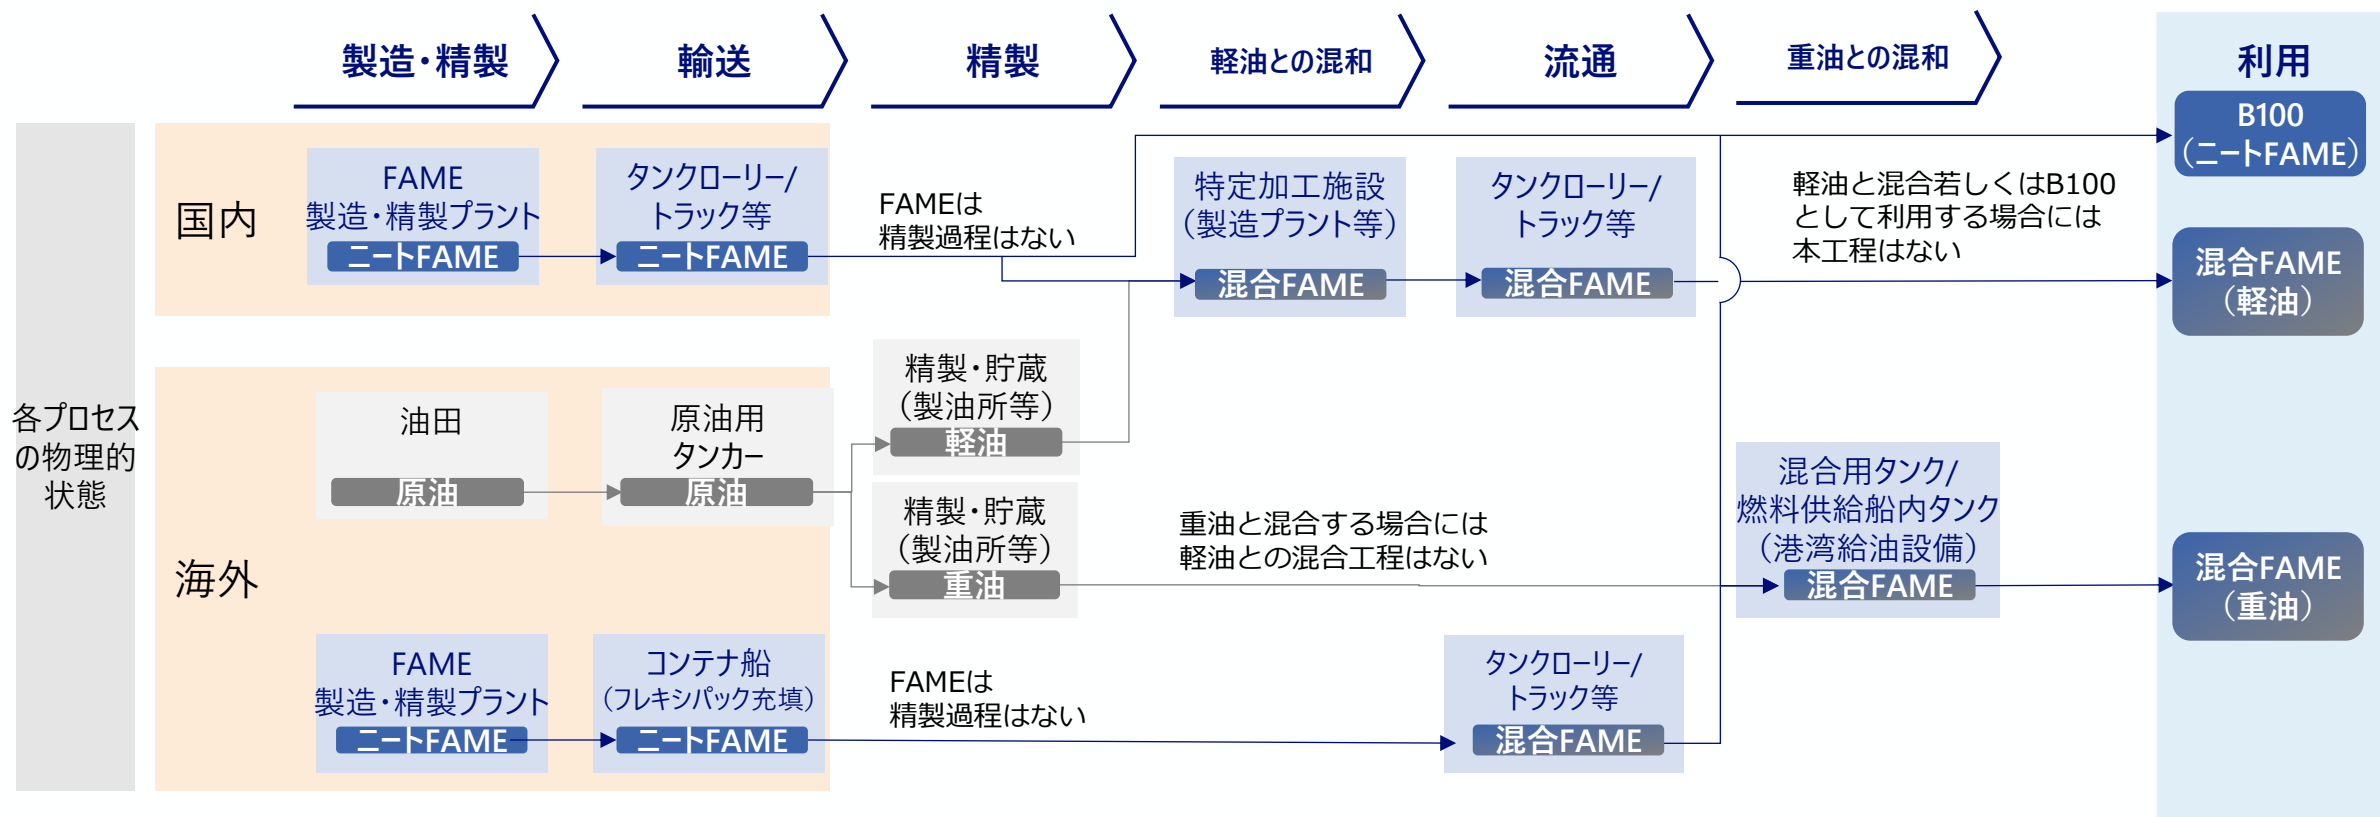 製造・精製
輸送
精製
軽油との混和
流通
重油との混和
利用
各プロセス
の物理的
状態
国内
FAME
製造・精製プラント
ニートFAME
タンクローリー/
トラック等
ニートFAME
FAMEは
精製過程はない
特定加工施設
（製造プラント等）
混合FAME
タンクローリー/
トラック等
混合FAME
軽油と混合若しくはB100
として利用する場合には
本工程はない
B100
（ニートFAME）
混合FAME
（軽油）
海外
油田
原油
原油用
タンカー
原油
精製・貯蔵
（製油所等）
軽油
精製・貯蔵
（製油所等）
重油
重油と混合する場合には
軽油との混合工程はない
混合用タンク/
燃料供給船内タンク
（港湾給油設備）
混合FAME
混合FAME
（重油）
FAME
製造・精製プラント
ニートFAME
コンテナ船
（フレキシパック充填）
ニートFAME
FAMEは
精製過程はない
タンクローリー/
トラック等
混合FAME